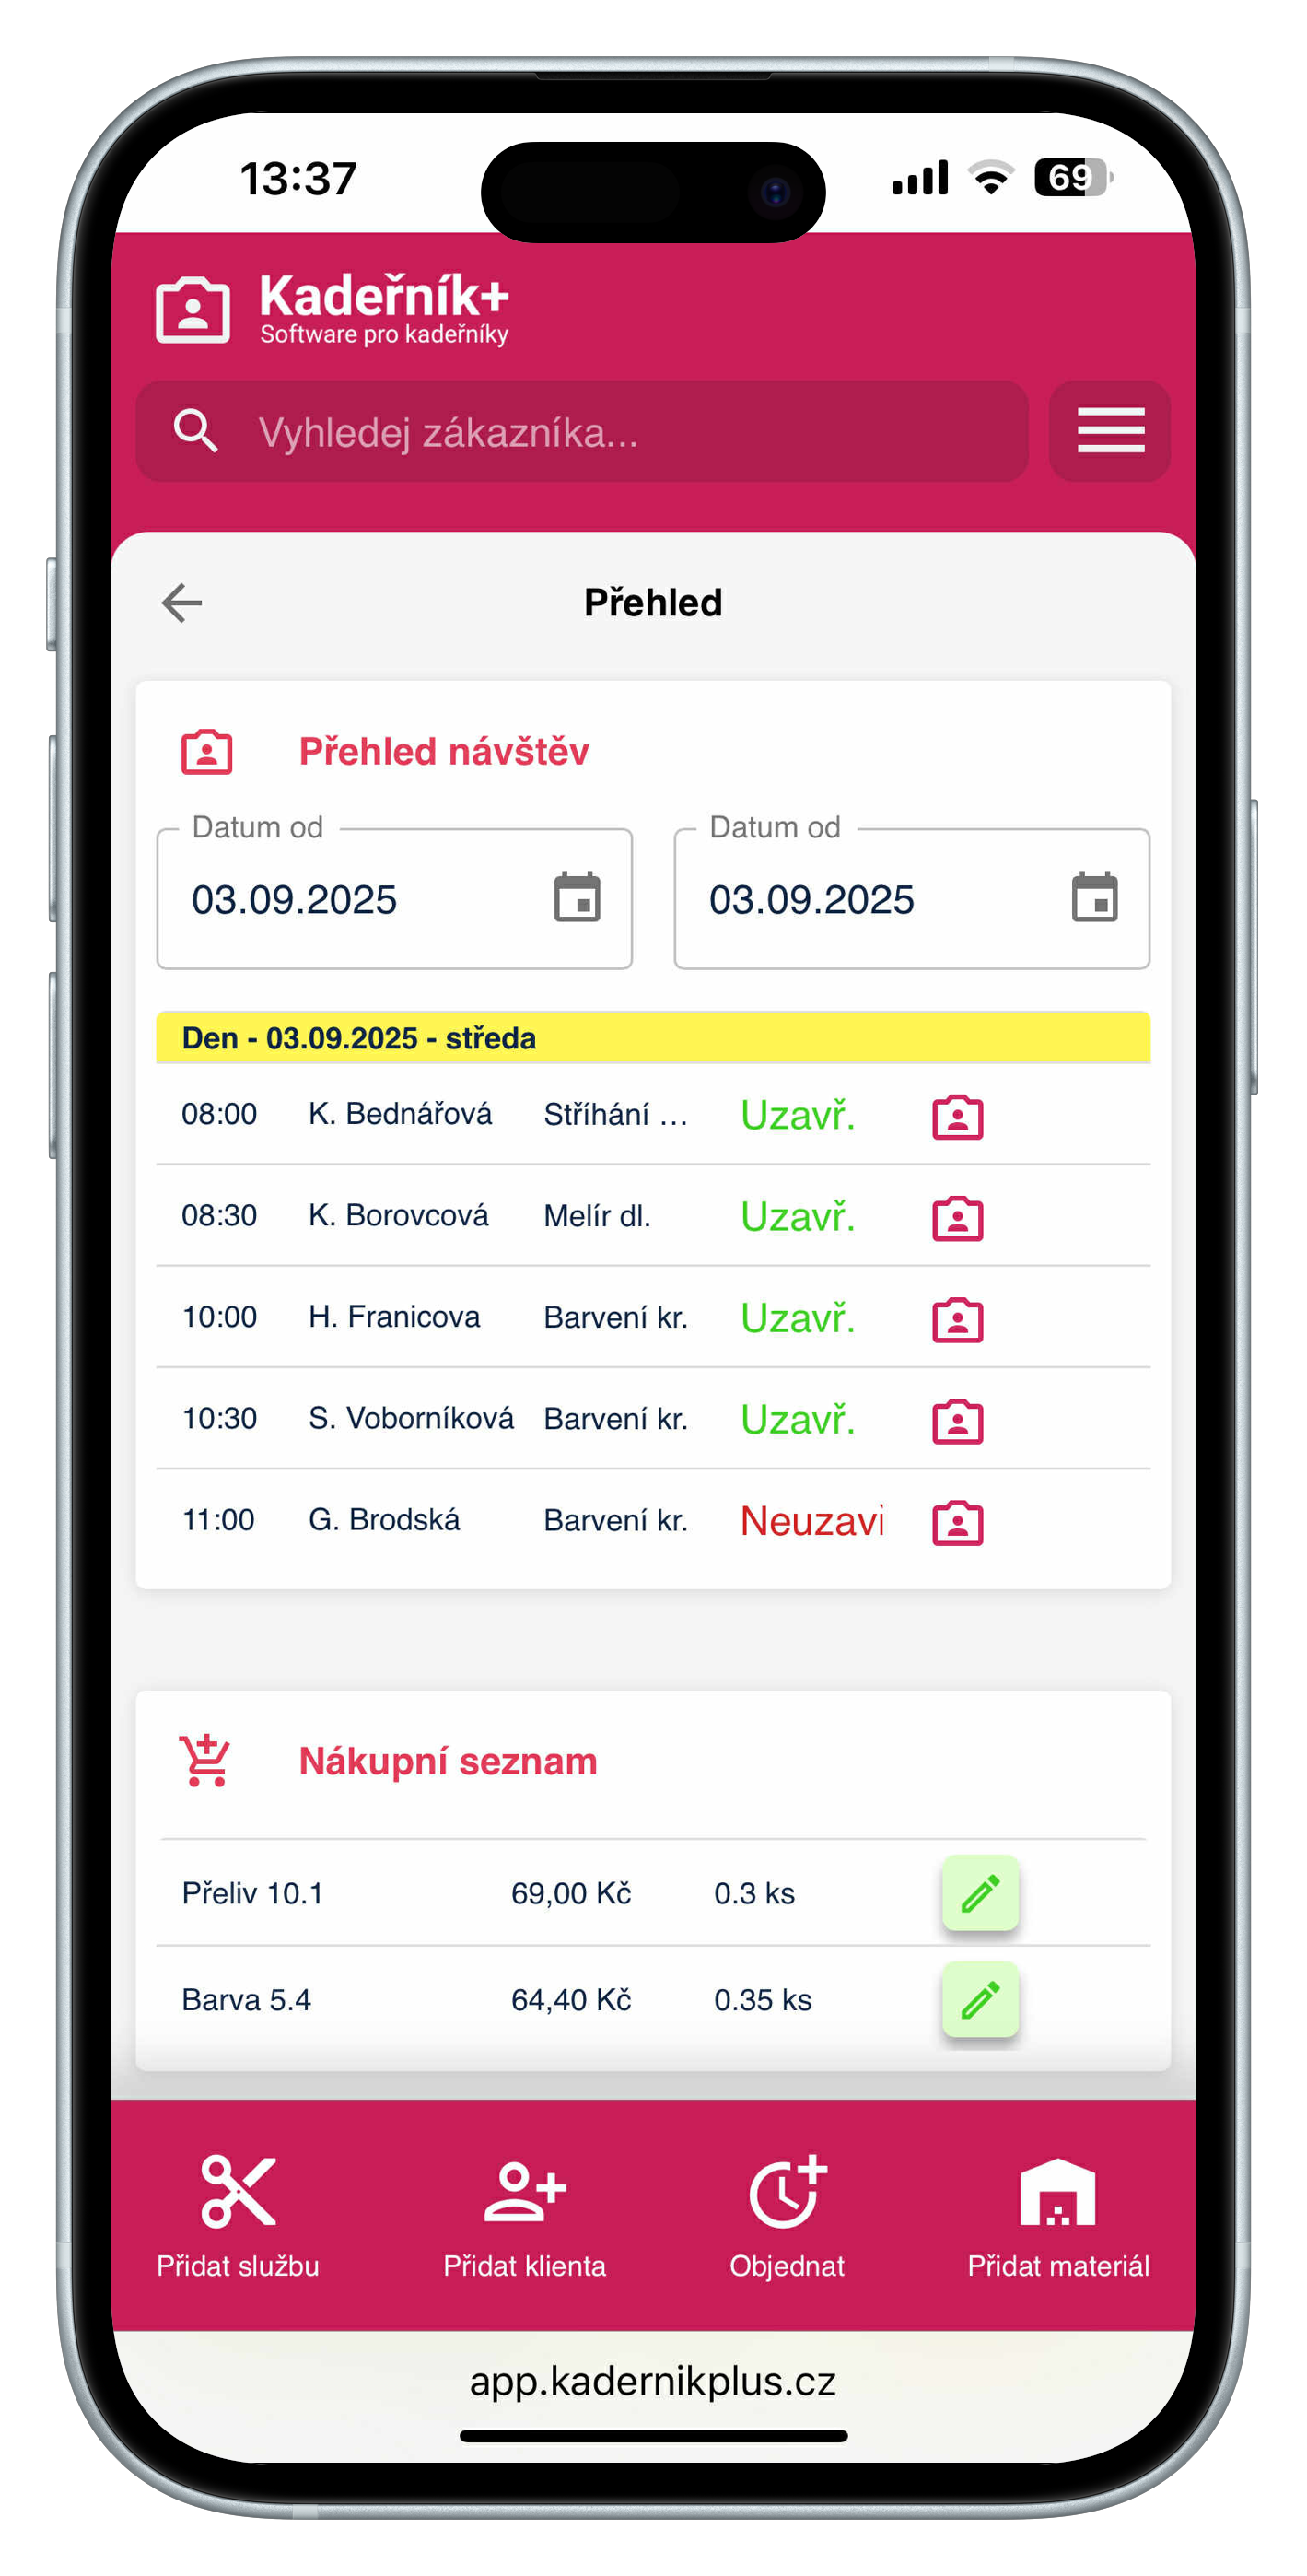 13:37
69
Kadeřník+
Software pro kadeřníky
Vyhledej zákazníka...
Přehled
Přehled návštěv
Datum od Datum od
03.09.2025 03.09.2025
Den - 03.09.2025 - středa
08:00 K. Bednářová Stříhání ... Uzavř.
08:30 K. Borovcová Melír dl. Uzavř.
10:00 H. Franicova Barvení kr. Uzavř.
10:30 S. Voborníková Barvení kr. Uzavř.
11:00 G. Brodská Barvení kr.
Nákupní seznam
Přeliv 10.1 69,00 Kč 0.3 ks
Barva 5.4 64,40 Kč 0.35 ks
Přidat službu Přidat klienta Objednat Přidat materiál
app.kadernikplus.cz